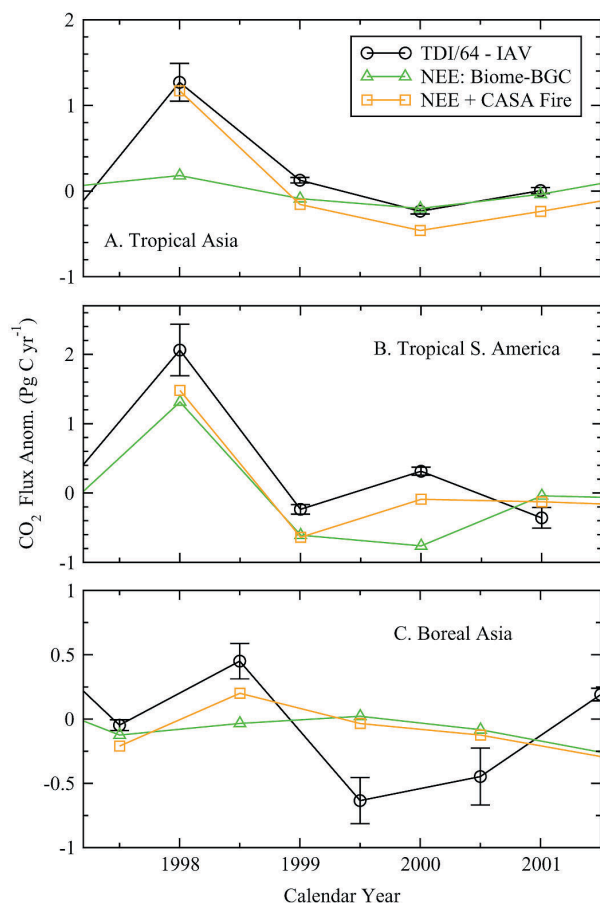 2
TDI/64 - IAV
NEE: Biome-BGC
NEE + CASA Fire
1
0
A. Tropical Asia
-1
B. Tropical S. America
2
1
0
-1
CO2 Flux Anom. (Pg C yr-1)
1
C. Boreal Asia
0.5
0
-0.5
-1
1998 1999 2000 2001
Calendar Year